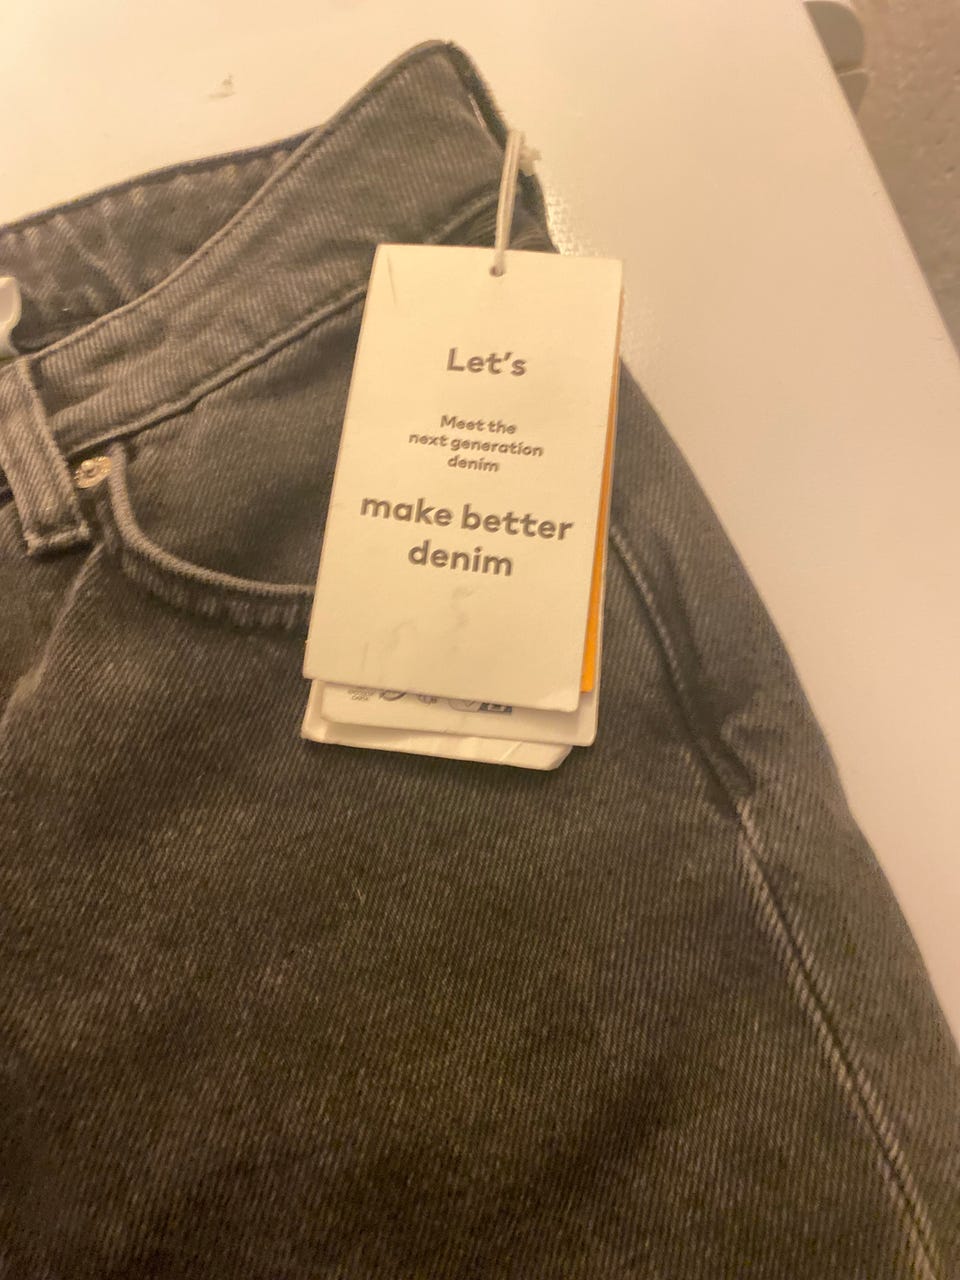 Let's
Meet the
next generation
denim
make better
denim